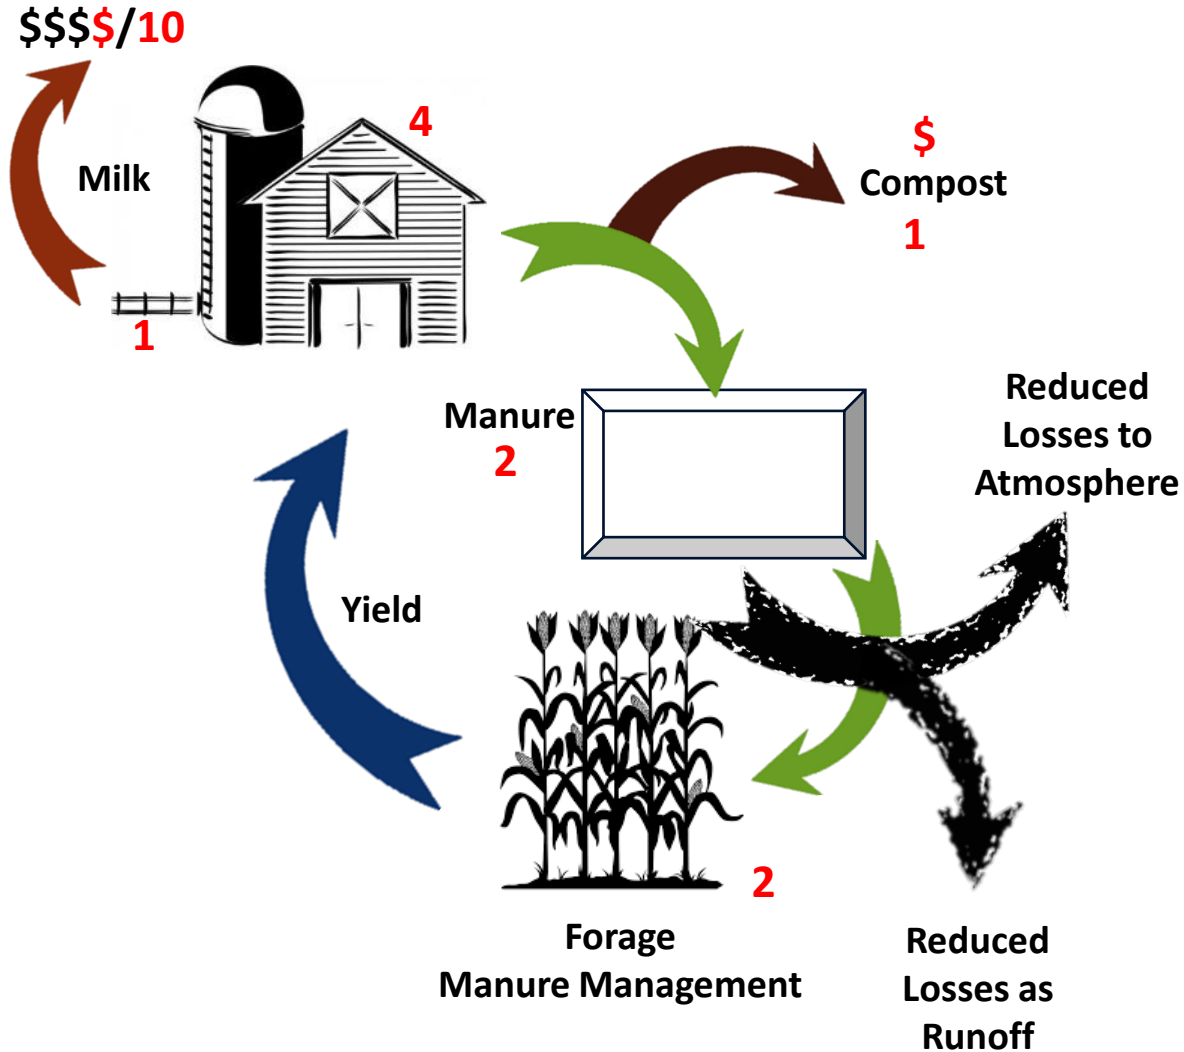 $$$$/10
4
Milk
$
Compost
1
1
Reduced
Losses to
Atmosphere
Manure
2
Yield
2
Forage
Manure Management
Reduced
Losses as
Runoff